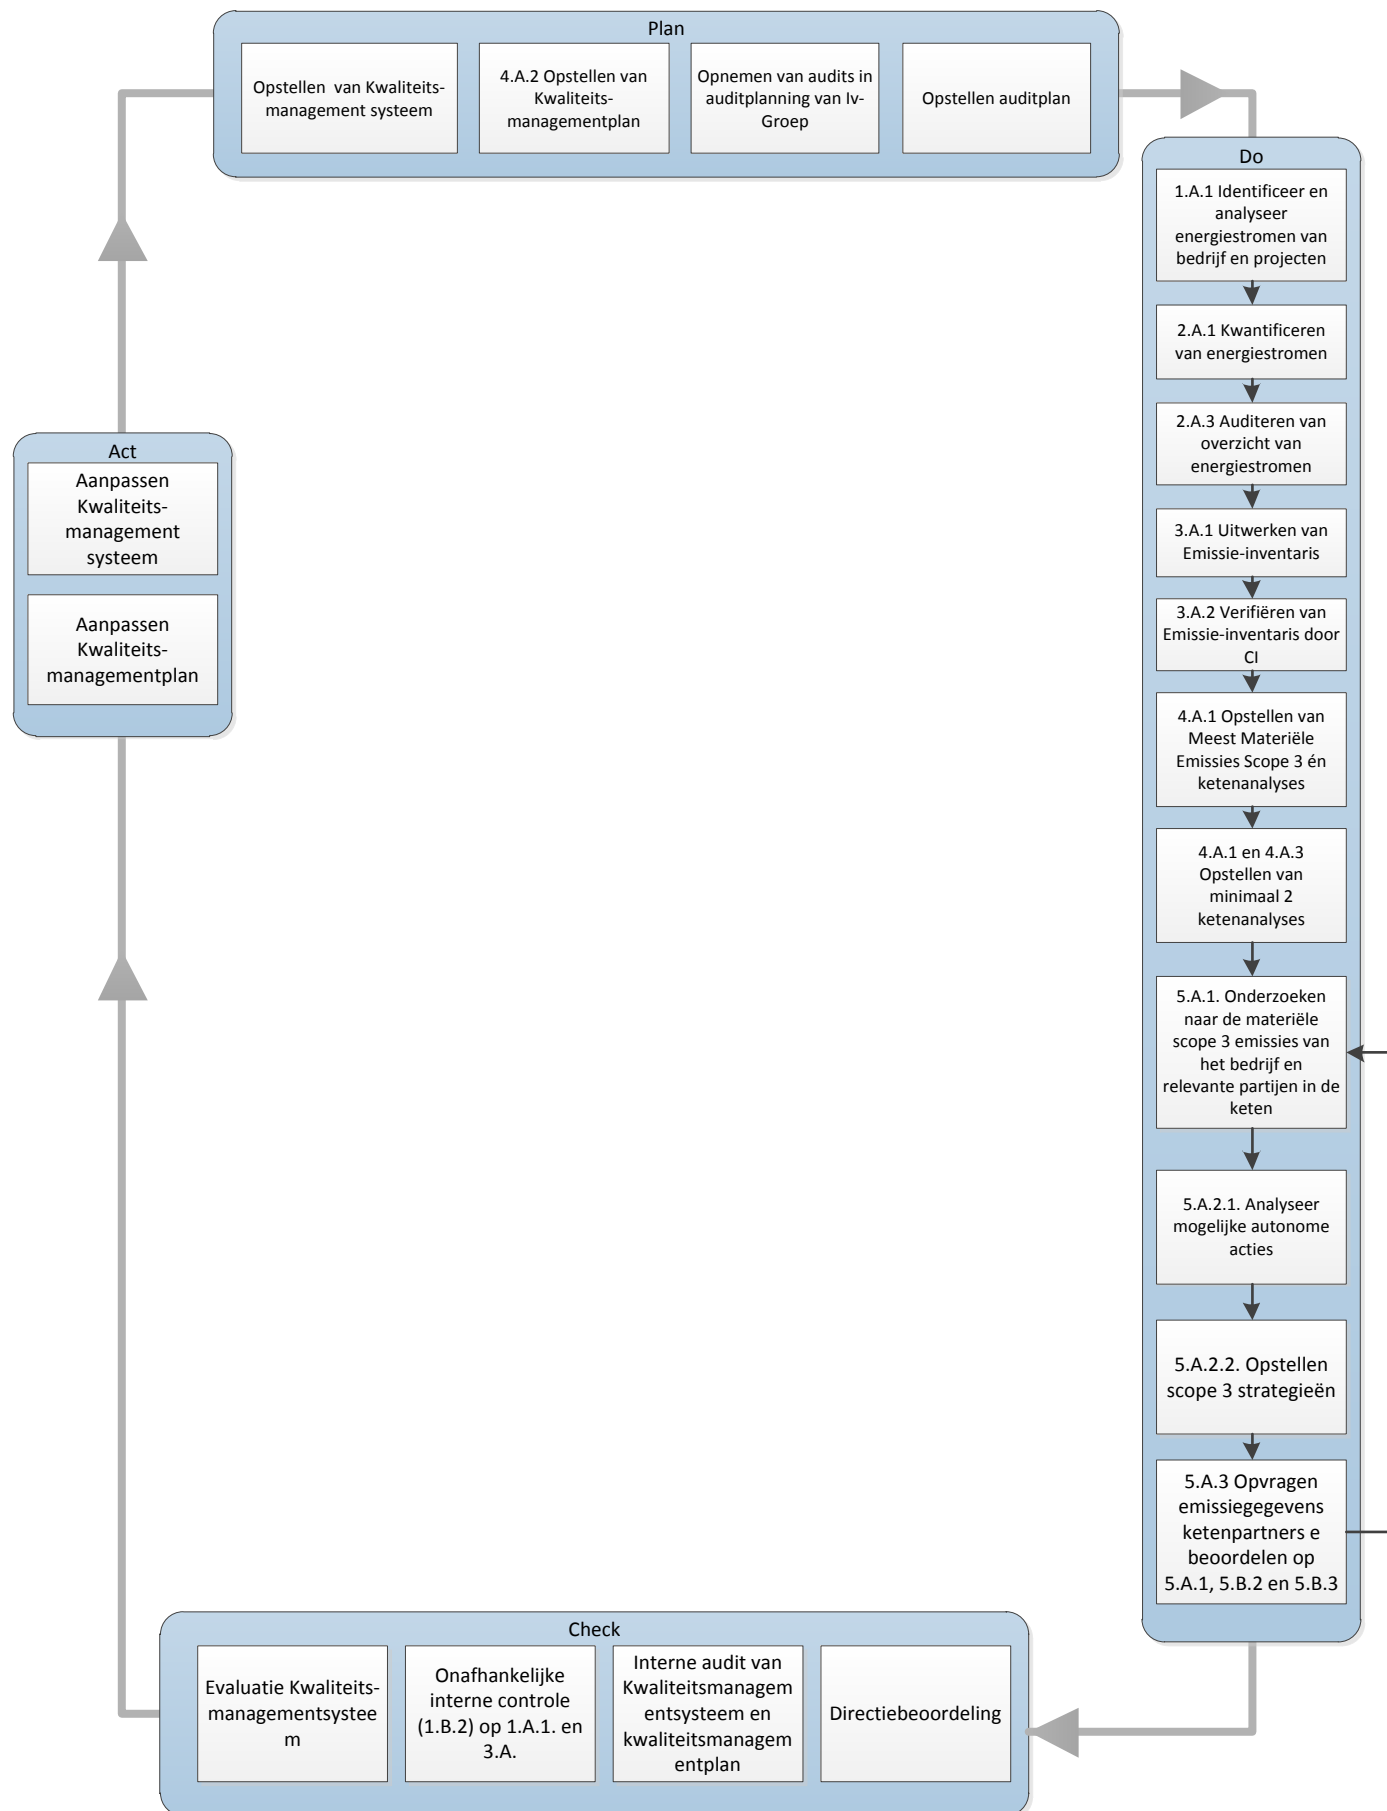 Plan
Opstellen van Kwaliteits-
management systeem
4.A.2 Opstellen van
Kwaliteits-
managementplan
Opnemen van audits in
auditplanning van Iv-
Groep
Opstellen auditplan
Do
1.A.1 Identificeer en
analyseer
energiestromen van
bedrijf en projecten
2.A.1 Kwantificeren
van energiestromen
2.A.3 Auditeren van
overzicht van
energiestromen
3.A.1 Uitwerken van
Emissie-inventaris
3.A.2 Verifiëren van
Emissie-inventaris door
CI
4.A.1 Opstellen van
Meest Materiële
Emissies Scope 3 én
ketenanalyses
4.A.1 en 4.A.3
Opstellen van
minimaal 2
ketenanalyses
5.A.1. Onderzoeken
naar de materiële
scope 3 emissies van
het bedrijf en
relevante partijen in de
keten
5.A.2.1. Analyseer
mogelijke autonome
acties
5.A.2.2. Opstellen
scope 3 strategieën
5.A.3 Opvragen
emissiegegevens
ketenpartners e
beoordelen op
5.A.1, 5.B.2 en 5.B.3
Check
Evaluatie Kwaliteits-
managementsystee
m
Onafhankelijke
interne controle
(1.B.2) op 1.A.1. en
3.A.
Interne audit van
Kwaliteitsmanagem
entsysteem en
kwaliteitsmanagem
entplan
Directiebeoordeling
Act
Aanpassen
Kwaliteits-
management
systeem
Aanpassen
Kwaliteits-
managementplan